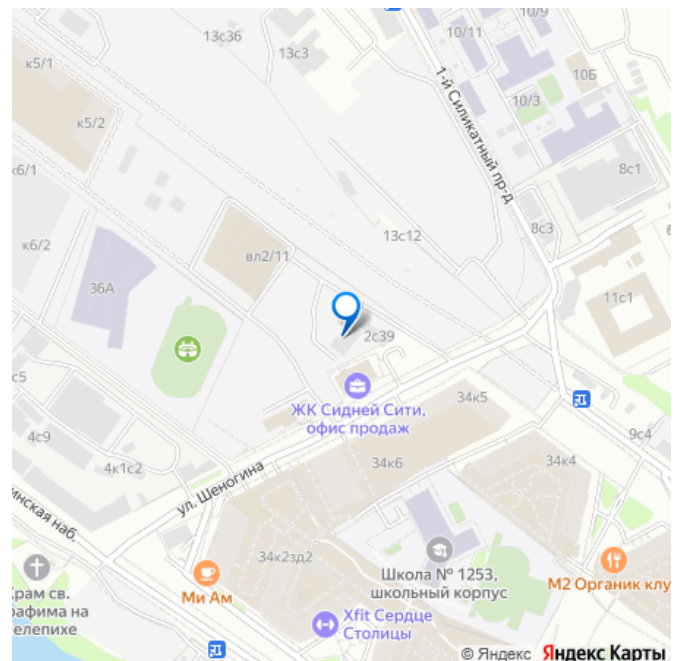 13с36
13с3
10/11
10/9
к5/1
1-й Силикатный пр-д
10Б
10/3
к5/2
8с1
к6/1
13с12
8с3
к6/2
вл2/11
36А
11с1
2с39
с5
ЖК Сидней Сити,
офис продаж
34к5
4с9
9с4
4к1с2
34к6
34к4
ул. Шеногина
инская наб.
34к2зд2
Школа № 1253,
школьный корпус
Храм св.
рафима на
елепихе
Ми Ам
М2 Органик клу
Xfit Сердце
Столицы
© Яндекс Яндекс Карты